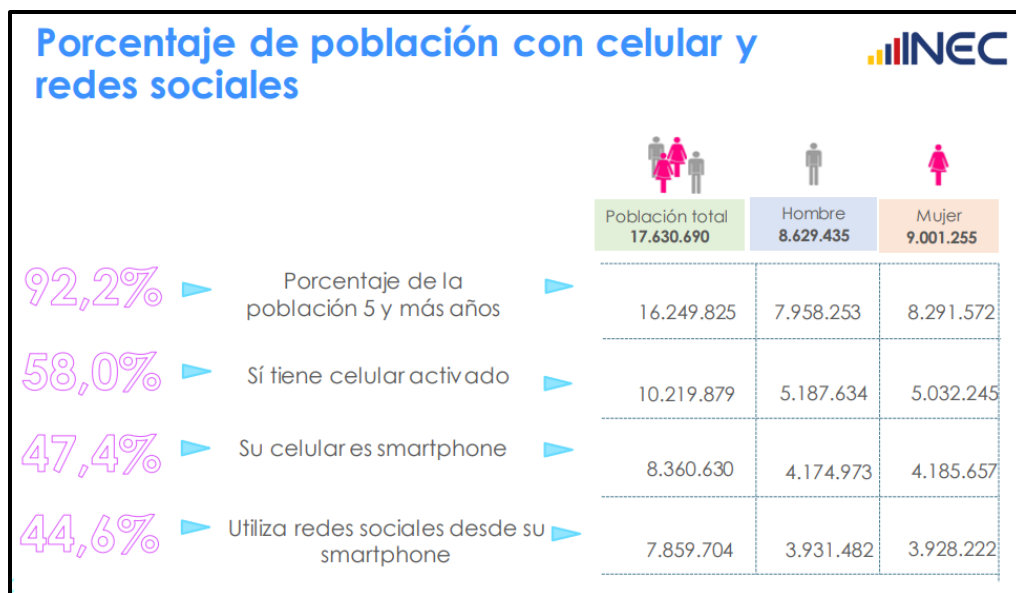 Porcentaje de población con celular y
redes sociales
INEC
Población total
17.630.690
Hombre
8.629.435
Mujer
9.001.255
92,2%
Porcentaje de la
población 5 y más años
16.249.825
7.958.253
8.291.572
58,0%
Sí tiene celular activado
10.219.879
5.187.634
5.032.245
47,4%
Su celular es smartphone
8.360.630
4.174.973
4.185.657
44,6%
Utiliza redes sociales desde su
smartphone
7.859.704
3.931.482
3.928.222